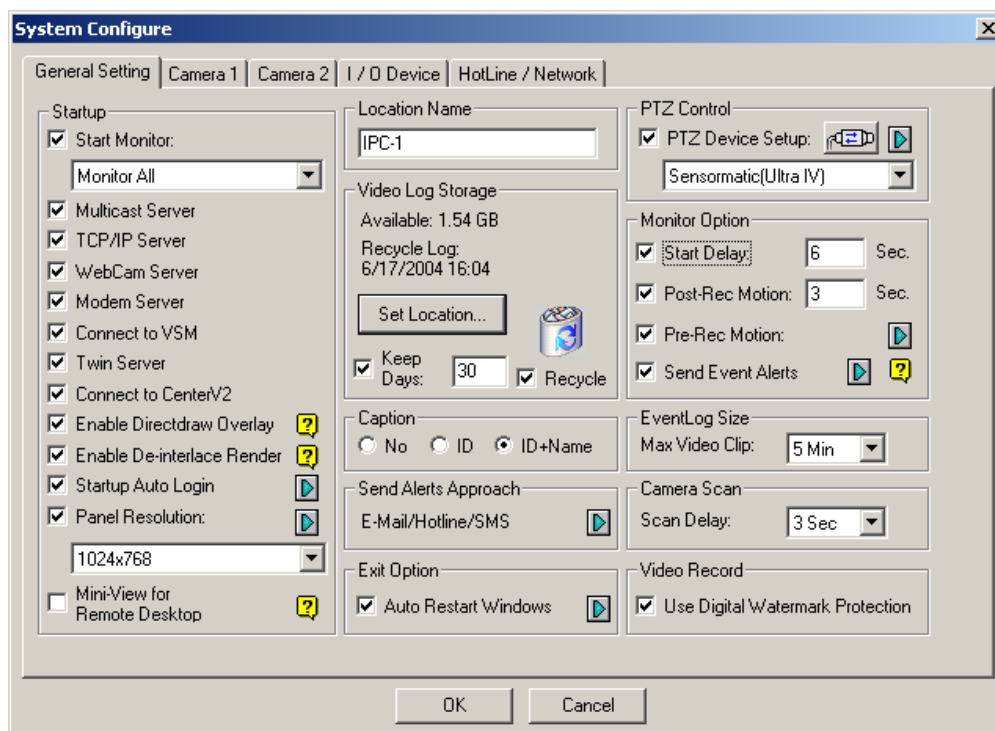 System Configure
General Setting
Camera 1
Camera 2
I / O Device
HotLine / Network
Startup
Start Monitor:
Monitor All
Multicast Server
TCP/IP Server
WebCam Server
Modem Server
Connect to VSM
Twin Server
Connect to CenterV2
Enable Directdraw Overlay
?
Enable De-interlace Render
?
Startup Auto Login
Panel Resolution:
1024x768
Mini-View for
Remote Desktop
?
Location Name
IPC-1
Video Log Storage
Available: 1.54 GB
Recycle Log:
6/17/2004 16:04
Set Location...
Keep
Days:
30
Recycle
Caption
No
ID
ID+Name
Send Alerts Approach
E-Mail/Hotline/SMS
Exit Option
Auto Restart Windows
PTZ Control
PTZ Device Setup:
Sensormatic(Ultra IV)
Monitor Option
Start Delay:
6
Sec.
Post-Rec Motion:
3
Sec.
Pre-Rec Motion:
Send Event Alerts
?
EventLog Size
Max Video Clip:
5 Min
Camera Scan
Scan Delay:
3 Sec
Video Record
Use Digital Watermark Protection
OK
Cancel